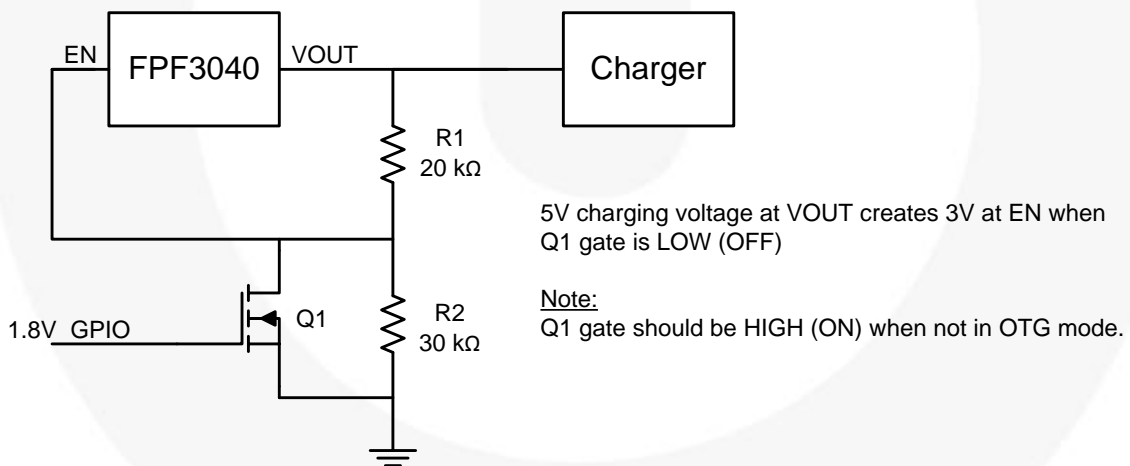 EN
FPF3040
VOUT
Charger
R1
20 kΩ
5V charging voltage at VOUT creates 3V at EN when
Q1 gate is LOW (OFF)
Note:
Q1 gate should be HIGH (ON) when not in OTG mode.
1.8V GPIO
Q1
R2
30 kΩ